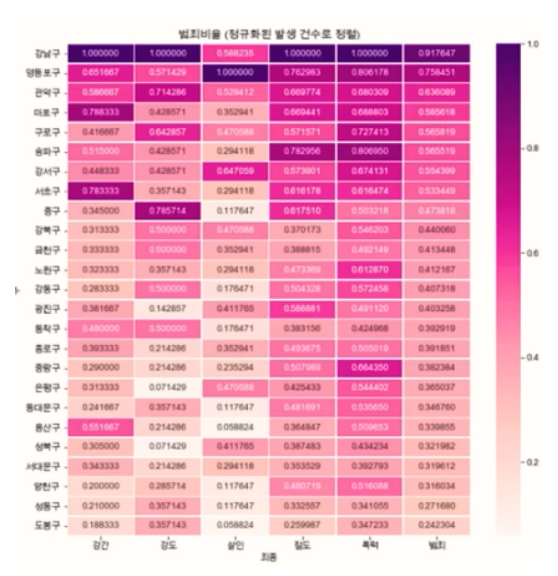 범죄비율 (정규화된 발생 건수로 정렬)
강남구 1.000000 1.000000 0.588235 1.000000 1.000000 0.917647
영등포구 0.651667 0.571429 1.000000 0.762983 0.806178 0.758451
관악구 0.586667 0.714286 0.529412 0.669774 0.680309 0.636089
마포구 0.788333 0.428571 0.352941 0.669441 0.688803 0.585618
구로구 0.416667 0.642857 0.470588 0.571571 0.727413 0.565819
송파구 0.515000 0.428571 0.294118 0.782956 0.806950 0.565519
강서구 0.448333 0.428571 0.647059 0.573901 0.674131 0.554399
서초구 0.783333 0.357143 0.294118 0.616178 0.616474 0.533449
중구 0.345000 0.785714 0.117647 0.617510 0.503218 0.473818
강북구 0.313333 0.500000 0.470588 0.370173 0.546203 0.440060
금천구 0.333333 0.500000 0.352941 0.388815 0.492149 0.413448
노원구 0.323333 0.357143 0.294118 0.473369 0.612870 0.412167
강동구 0.283333 0.500000 0.176471 0.504328 0.572458 0.407318
광진구 0.381667 0.142857 0.411765 0.588881 0.491120 0.403258
동작구 0.480000 0.500000 0.176471 0.383156 0.424968 0.392919
종로구 0.393333 0.214286 0.352941 0.493675 0.505019 0.391851
중랑구 0.290000 0.214286 0.235294 0.507989 0.664350 0.382384
은평구 0.313333 0.071429 0.470588 0.425433 0.544402 0.365037
동대문구 0.241667 0.357143 0.117647 0.481691 0.535650 0.346760
용산구 0.551667 0.214286 0.058824 0.364847 0.509653 0.339855
성북구 0.305000 0.071429 0.411765 0.387483 0.434234 0.321982
서대문구 0.343333 0.214286 0.294118 0.353529 0.392793 0.319612
양천구 0.200000 0.285714 0.117647 0.460719 0.516088 0.316034
성동구 0.210000 0.357143 0.117647 0.332557 0.341055 0.271680
도봉구 0.188333 0.357143 0.058824 0.259987 0.347233 0.242304
강간 강도 살인 절도 폭력 범죄
죄종
1.0
0.8
0.6
0.4
0.2